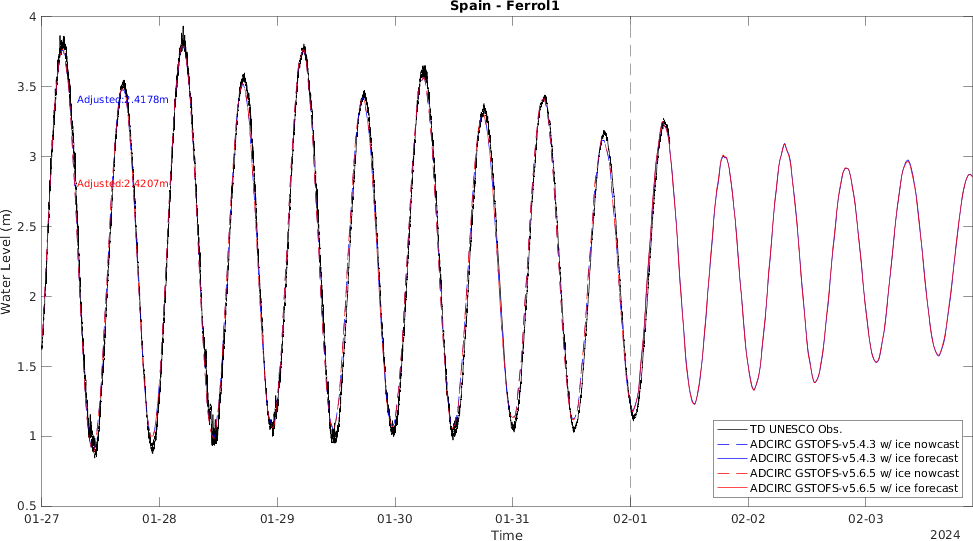 Spain - Ferrol1
4
3.5
3
2.5
2
1.5
1
0.5
Water Level (m)
Adjusted:2.4178m
Adjusted:2.4207m
TD UNESCO Obs.
ADCIRC GSTOFS-v5.4.3 w/ ice nowcast
ADCIRC GSTOFS-v5.4.3 w/ ice forecast
ADCIRC GSTOFS-v5.6.5 w/ ice nowcast
ADCIRC GSTOFS-v5.6.5 w/ ice forecast
01-27 01-28 01-29 01-30 01-31 02-01 02-02 02-03
Time
2024